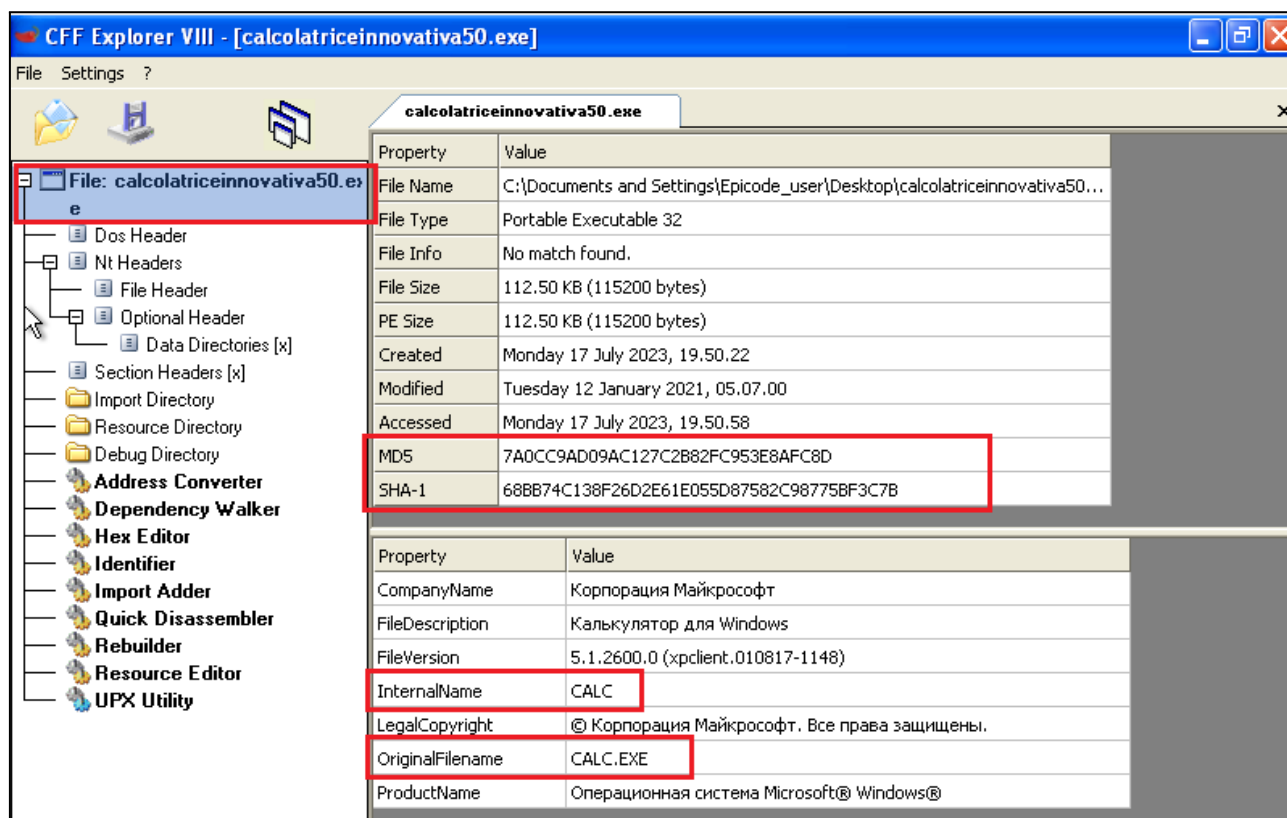 CFF Explorer VIII - [calcolatriceinnovativa50.exe]
File Settings ?
calcolatriceinnovativa50.exe
File: calcolatriceinnovativa50.ex
e
Dos Header
Nt Headers
File Header
Optional Header
Data Directories [x]
Section Headers [x]
Import Directory
Resource Directory
Debug Directory
Address Converter
Dependency Walker
Hex Editor
Identifier
Import Adder
Quick Disassembler
Rebuilder
Resource Editor
UPX Utility
Property Value
File Name C:\Documents and Settings\Epicode_user\Desktop\calcolatriceinnovativa50...
File Type Portable Executable 32
File Info No match found.
File Size 112.50 KB (115200 bytes)
PE Size 112.50 KB (115200 bytes)
Created Monday 17 July 2023, 19.50.22
Modified Tuesday 12 January 2021, 05.07.00
Accessed Monday 17 July 2023, 19.50.58
MD5 7A0CC9AD09AC127C2B82FC953E8AFC8D
SHA-1 68BB74C138F26D2E61E055D87582C98775BF3C7B
Property Value
CompanyName Корпорация Майкрософт
FileDescription Калькулятор для Windows
FileVersion 5.1.2600.0 (xpclient.010817-1148)
InternalName CALC
LegalCopyright © Корпорация Майкрософт. Все права защищены.
OriginalFilename CALC.EXE
ProductName Операционная система Microsoft® Windows®